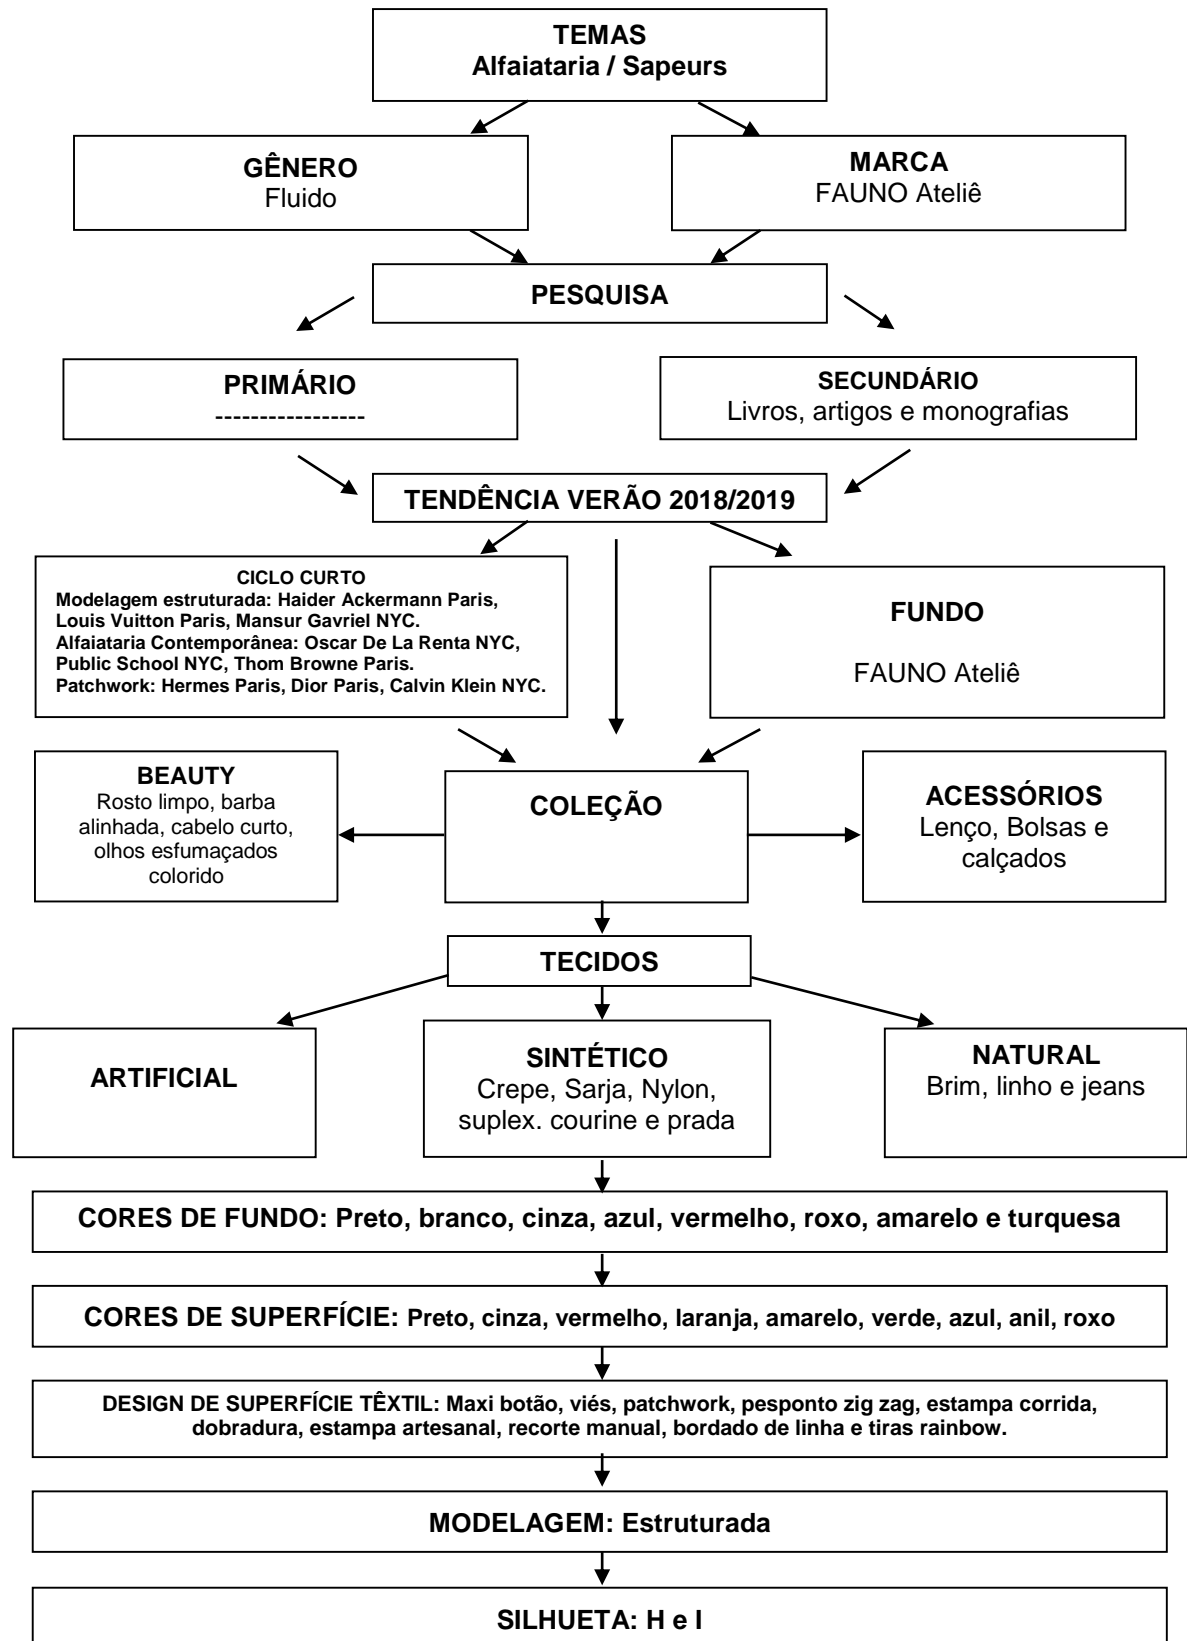 TEMAS
Alfaiataria / Sapeurs
GÊNERO
Fluido
MARCA
FAUNO Ateliê
PESQUISA
PRIMÁRIO
-----------------
SECUNDÁRIO
Livros, artigos e monografias
TENDÊNCIA VERÃO 2018/2019
CICLO CURTO
Modelagem estruturada: Haider Ackermann Paris,
Louis Vuitton Paris, Mansur Gavriel NYC.
Alfaiataria Contemporânea: Oscar De La Renta NYC,
Public School NYC, Thom Browne Paris.
Patchwork: Hermes Paris, Dior Paris, Calvin Klein NYC.
FUNDO
FAUNO Ateliê
BEAUTY
Rosto limpo, barba
alinhada, cabelo curto,
olhos esfumaçados
colorido
COLEÇÃO
ACESSÓRIOS
Lenço, Bolsas e
calçados
TECIDOS
ARTIFICIAL
SINTÉTICO
Crepe, Sarja, Nylon,
suplex. courine e prada
NATURAL
Brim, linho e jeans
CORES DE FUNDO: Preto, branco, cinza, azul, vermelho, roxo, amarelo e turquesa
CORES DE SUPERFÍCIE: Preto, cinza, vermelho, laranja, amarelo, verde, azul, anil, roxo
DESIGN DE SUPERFÍCIE TÊXTIL: Maxi botão, viés, patchwork, pesponto zig zag, estampa corrida,
dobradura, estampa artesanal, recorte manual, bordado de linha e tiras rainbow.
MODELAGEM: Estruturada
SILHUETA: H e I